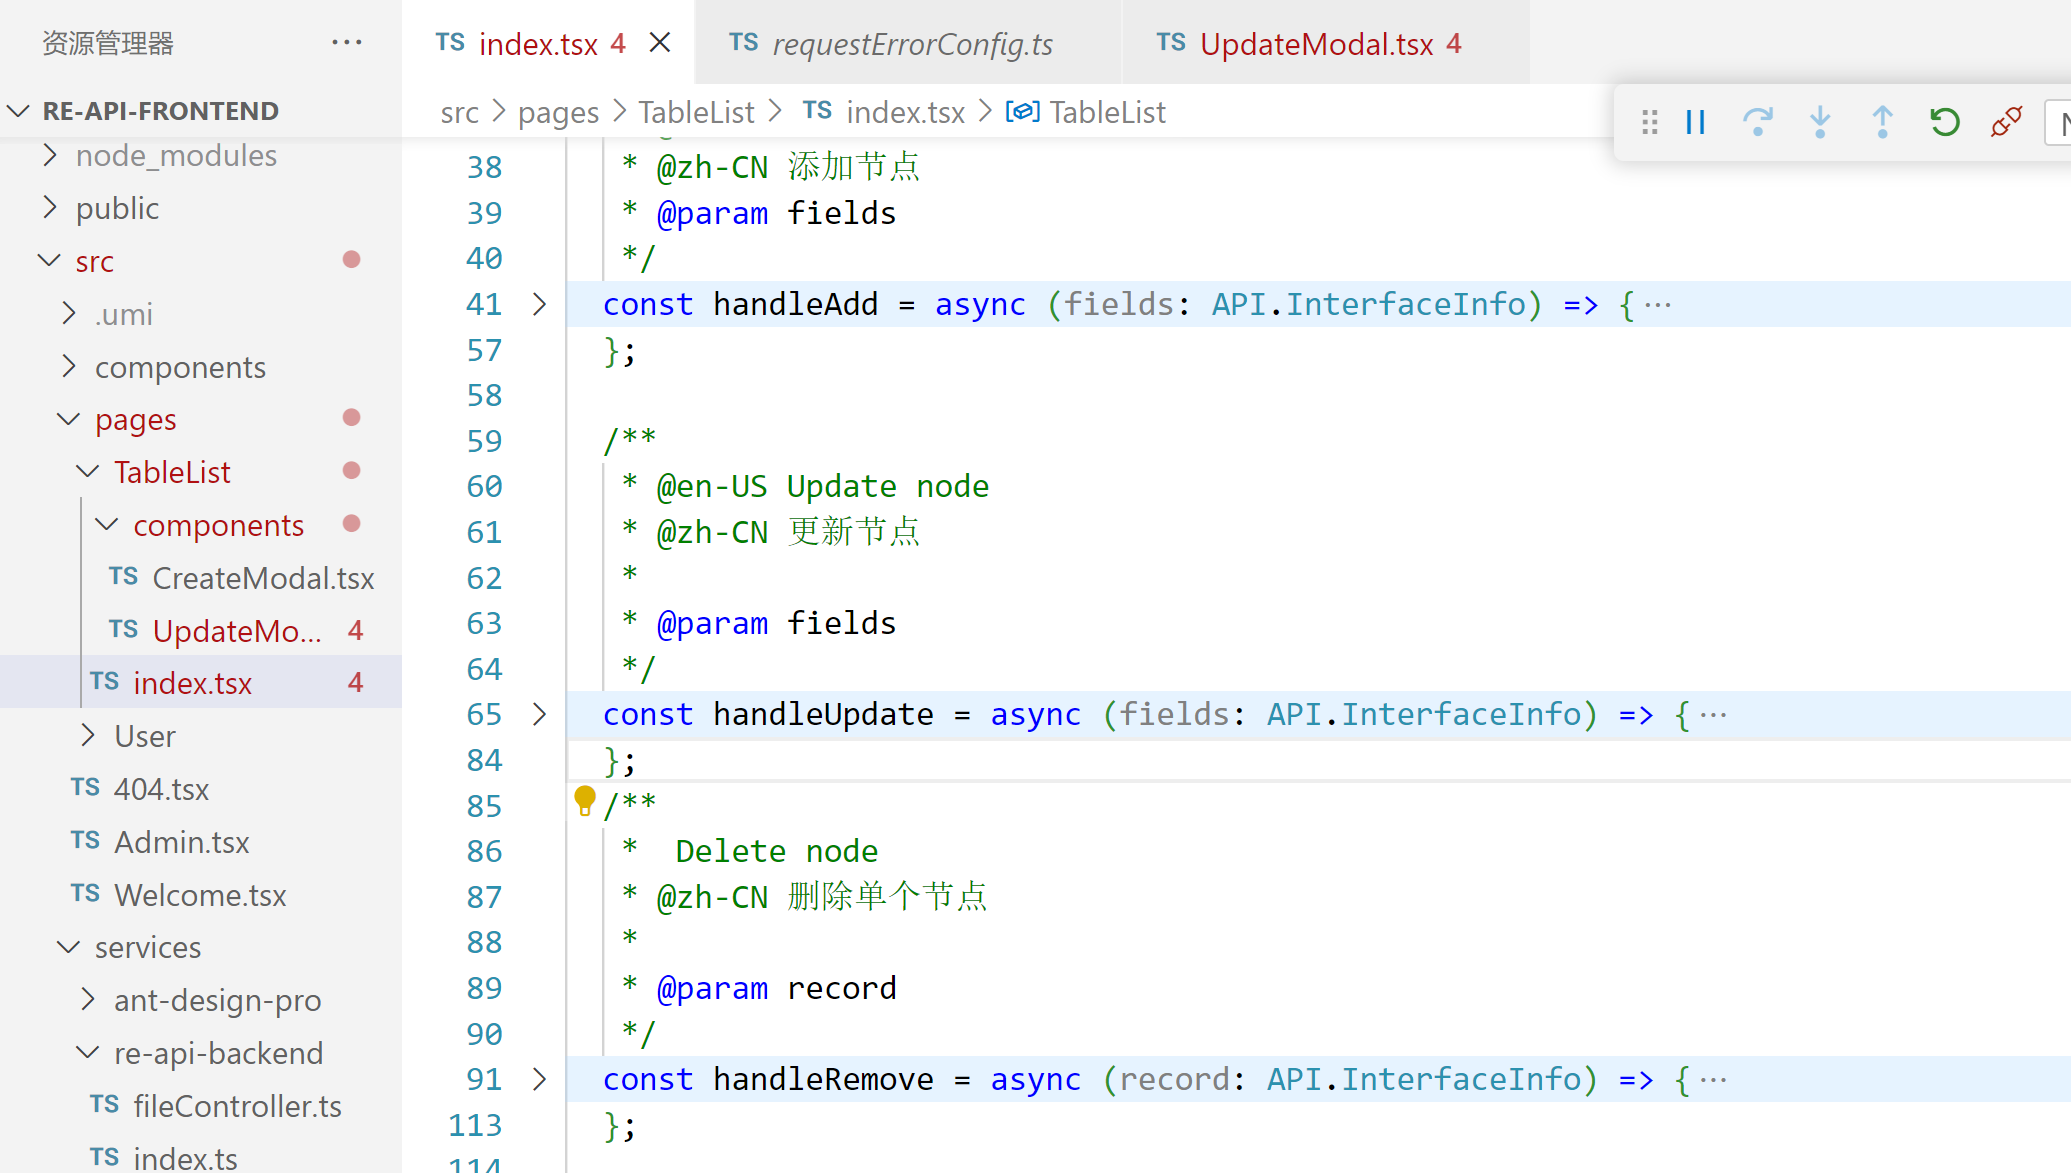 资源管理器 ···
RE-API-FRONTEND
node_modules
public
src
.umi
components
pages
TableList
components
TS CreateModal.tsx
TS UpdateMo... 4
TS index.tsx 4
User
TS 404.tsx
TS Admin.tsx
TS Welcome.tsx
services
ant-design-pro
re-api-backend
TS fileController.ts
TS index.ts
TS index.tsx 4
TS requestErrorConfig.ts
TS UpdateModal.tsx 4
src > pages > TableList > TS index.tsx > TableList
38 * @zh-CN 添加节点
39 * @param fields
40 */
41 > const handleAdd = async (fields: API.InterfaceInfo) => {···
57 };
58
59 /**
60 * @en-US Update node
61 * @zh-CN 更新节点
62 *
63 * @param fields
64 */
65 > const handleUpdate = async (fields: API.InterfaceInfo) => {···
84 };
85 /**
86 *  Delete node
87 * @zh-CN 删除单个节点
88 *
89 * @param record
90 */
91 > const handleRemove = async (record: API.InterfaceInfo) => {···
113 };
114